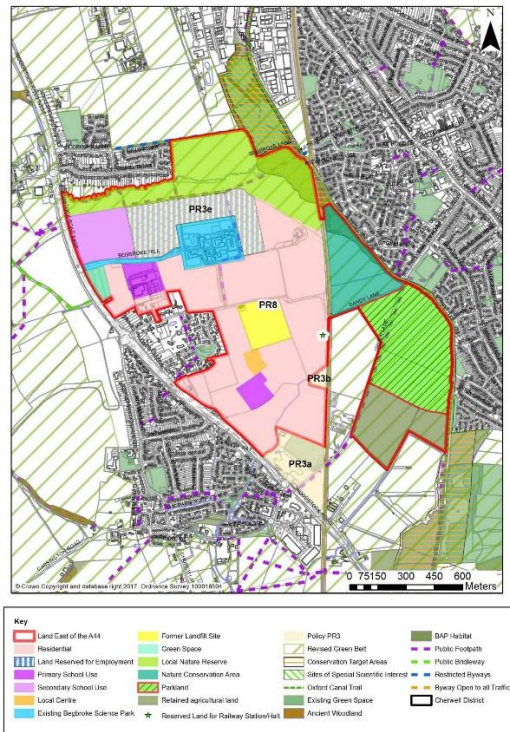 N
PR3e
BEGBROKE HILL
PR8
SANDY LANE
PR3b
PR3a
© Crown Copyright and database right 2017. Ordnance Survey 100018504
0 75150 300 450 600
Meters
Key
Land East of the A44
Residential
Land Reserved for Employment
Primary School Use
Secondary School Use
Local Centre
Existing Begbroke Science Park
Former Landfill Site
Green Space
Local Nature Reserve
Nature Conservation Area
Parkland
Retained agricultural land
Reserved Land for Railway Station/Halt
Policy PR3
Revised Green Belt
Conservation Target Areas
Sites of Special Scientific Interest
Oxford Canal Trail
Existing Green Space
Ancient Woodland
BAP Habitat
Public Footpath
Public Bridleway
Restricted Byways
Byway Open to all Traffic
Cherwell District